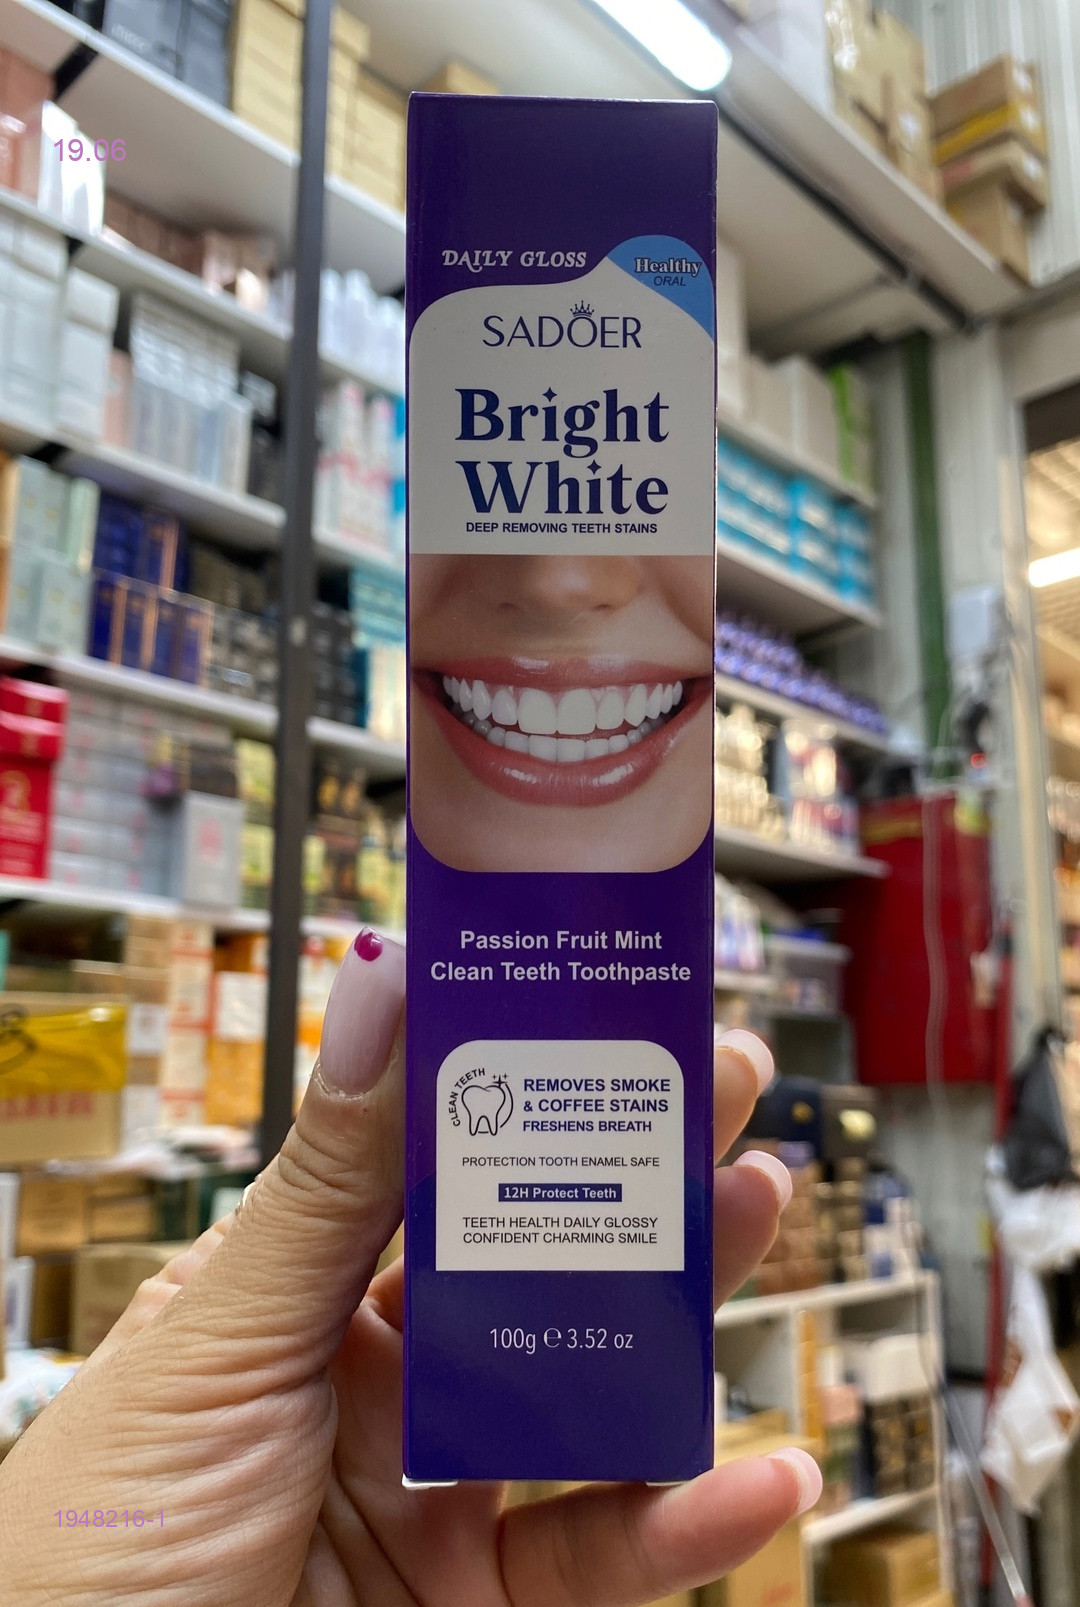 19.06
DAILY GLOSS
Healthy
ORAL
SADOER
Bright
White
DEEP REMOVING TEETH STAINS
Passion Fruit Mint
Clean Teeth Toothpaste
CLEAN TEETH
REMOVES SMOKE
& COFFEE STAINS
FRESHENS BREATH
PROTECTION TOOTH ENAMEL SAFE
12H Protect Teeth
TEETH HEALTH DAILY GLOSSY
CONFIDENT CHARMING SMILE
100g ℮ 3.52 oz
1948216-1